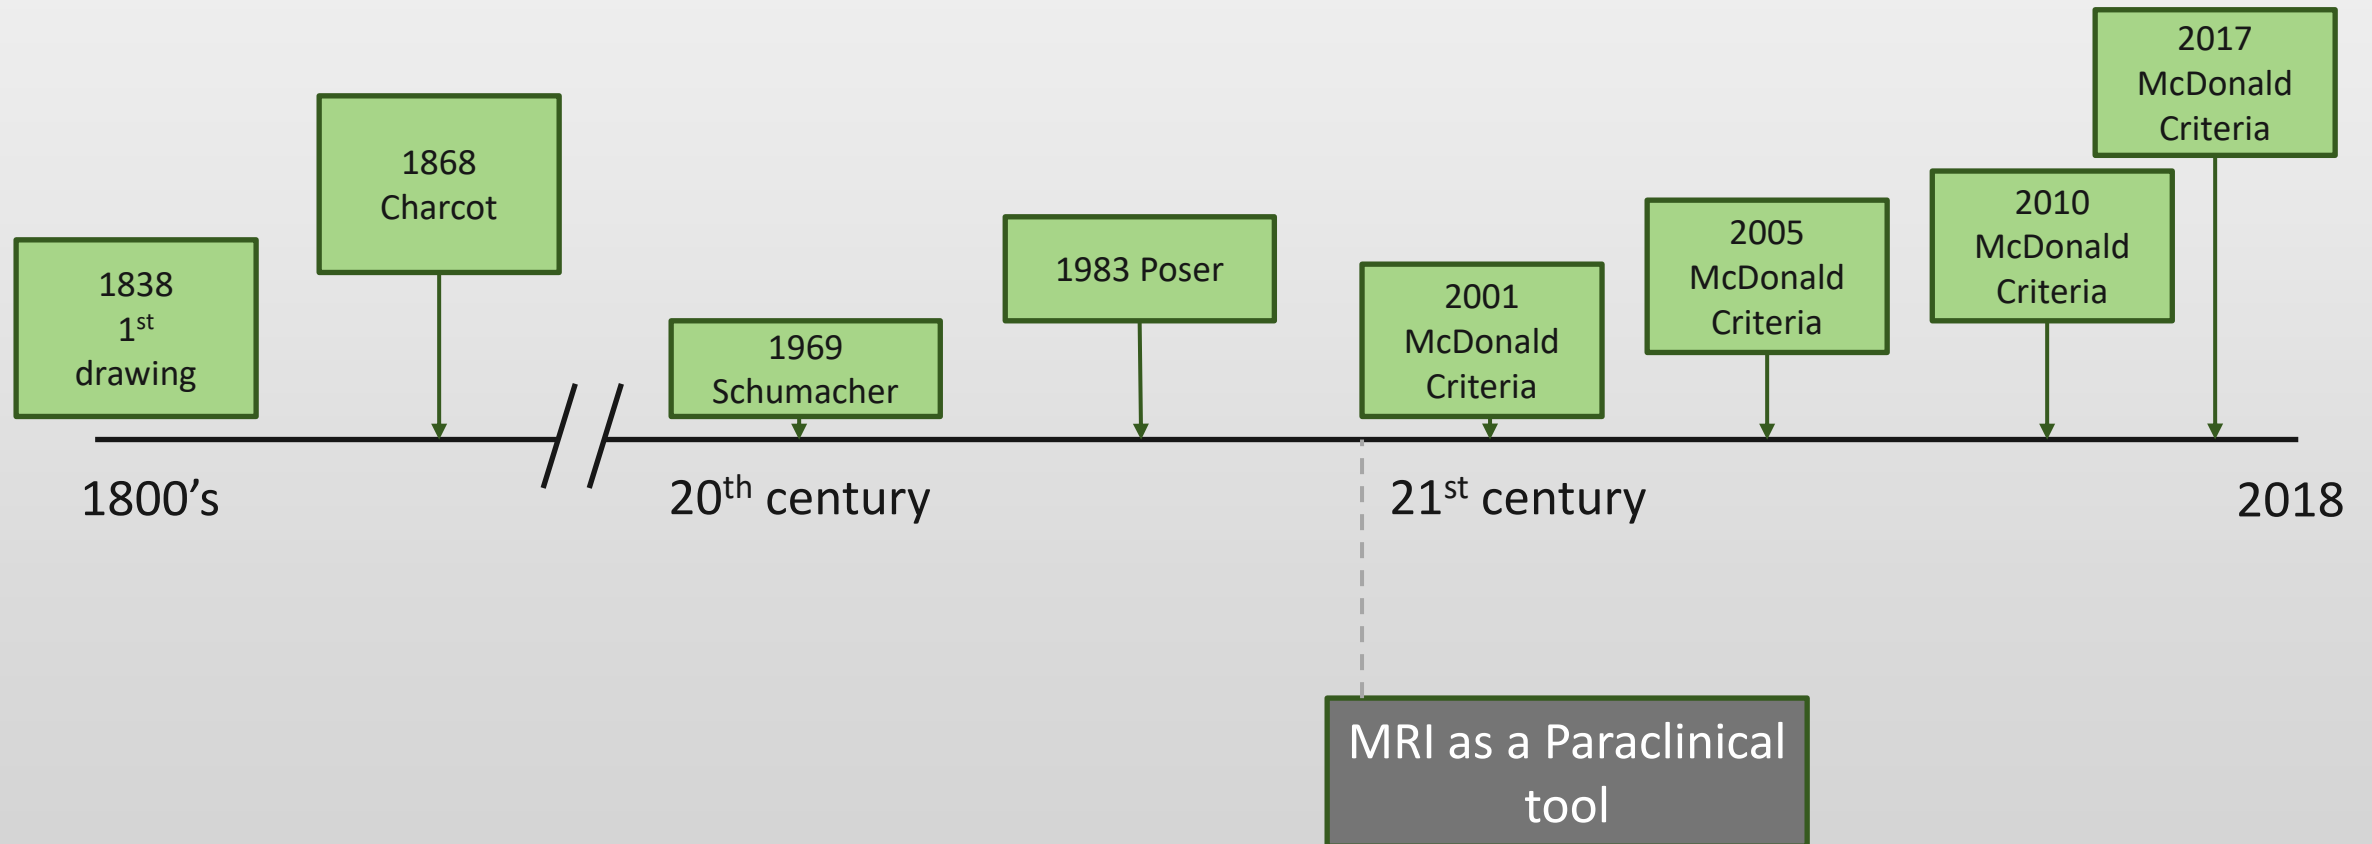 1838
1st
drawing
1868
Charcot
1969
Schumacher
1983 Poser
2001
McDonald
Criteria
2005
McDonald
Criteria
2010
McDonald
Criteria
2017
McDonald
Criteria
1800’s
20th century
21st century
2018
MRI as a Paraclinical
tool